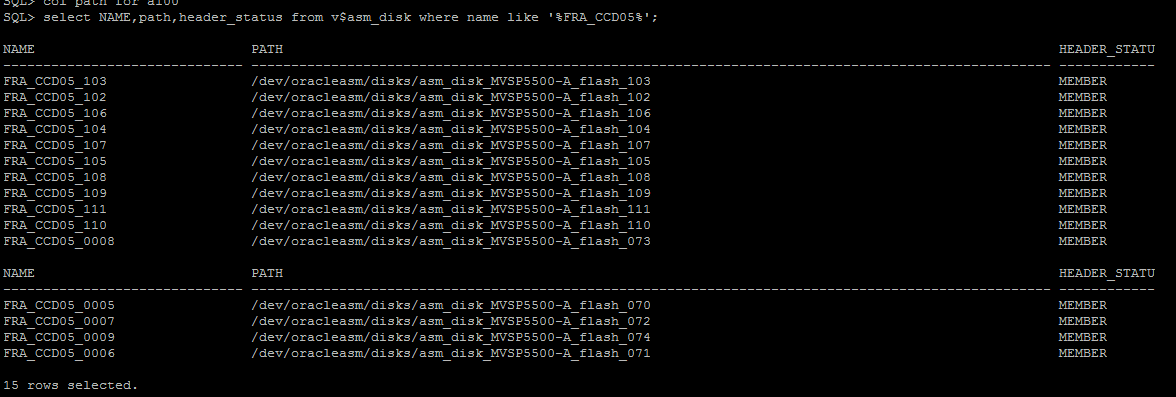 SQL> col path for a100
SQL> select NAME,path,header_status from v$asm_disk where name like '%FRA_CCD05%';
NAME PATH HEADER_STATU
------------------------------ ---------------------------------------------------------------------------------------------------- ------------
FRA_CCD05_103 /dev/oracleasm/disks/asm_disk_MVSP5500-A_flash_103 MEMBER
FRA_CCD05_102 /dev/oracleasm/disks/asm_disk_MVSP5500-A_flash_102 MEMBER
FRA_CCD05_106 /dev/oracleasm/disks/asm_disk_MVSP5500-A_flash_106 MEMBER
FRA_CCD05_104 /dev/oracleasm/disks/asm_disk_MVSP5500-A_flash_104 MEMBER
FRA_CCD05_107 /dev/oracleasm/disks/asm_disk_MVSP5500-A_flash_107 MEMBER
FRA_CCD05_105 /dev/oracleasm/disks/asm_disk_MVSP5500-A_flash_105 MEMBER
FRA_CCD05_108 /dev/oracleasm/disks/asm_disk_MVSP5500-A_flash_108 MEMBER
FRA_CCD05_109 /dev/oracleasm/disks/asm_disk_MVSP5500-A_flash_109 MEMBER
FRA_CCD05_111 /dev/oracleasm/disks/asm_disk_MVSP5500-A_flash_111 MEMBER
FRA_CCD05_110 /dev/oracleasm/disks/asm_disk_MVSP5500-A_flash_110 MEMBER
FRA_CCD05_0008 /dev/oracleasm/disks/asm_disk_MVSP5500-A_flash_073 MEMBER
NAME PATH HEADER_STATU
------------------------------ ---------------------------------------------------------------------------------------------------- ------------
FRA_CCD05_0005 /dev/oracleasm/disks/asm_disk_MVSP5500-A_flash_070 MEMBER
FRA_CCD05_0007 /dev/oracleasm/disks/asm_disk_MVSP5500-A_flash_072 MEMBER
FRA_CCD05_0009 /dev/oracleasm/disks/asm_disk_MVSP5500-A_flash_074 MEMBER
FRA_CCD05_0006 /dev/oracleasm/disks/asm_disk_MVSP5500-A_flash_071 MEMBER
15 rows selected.